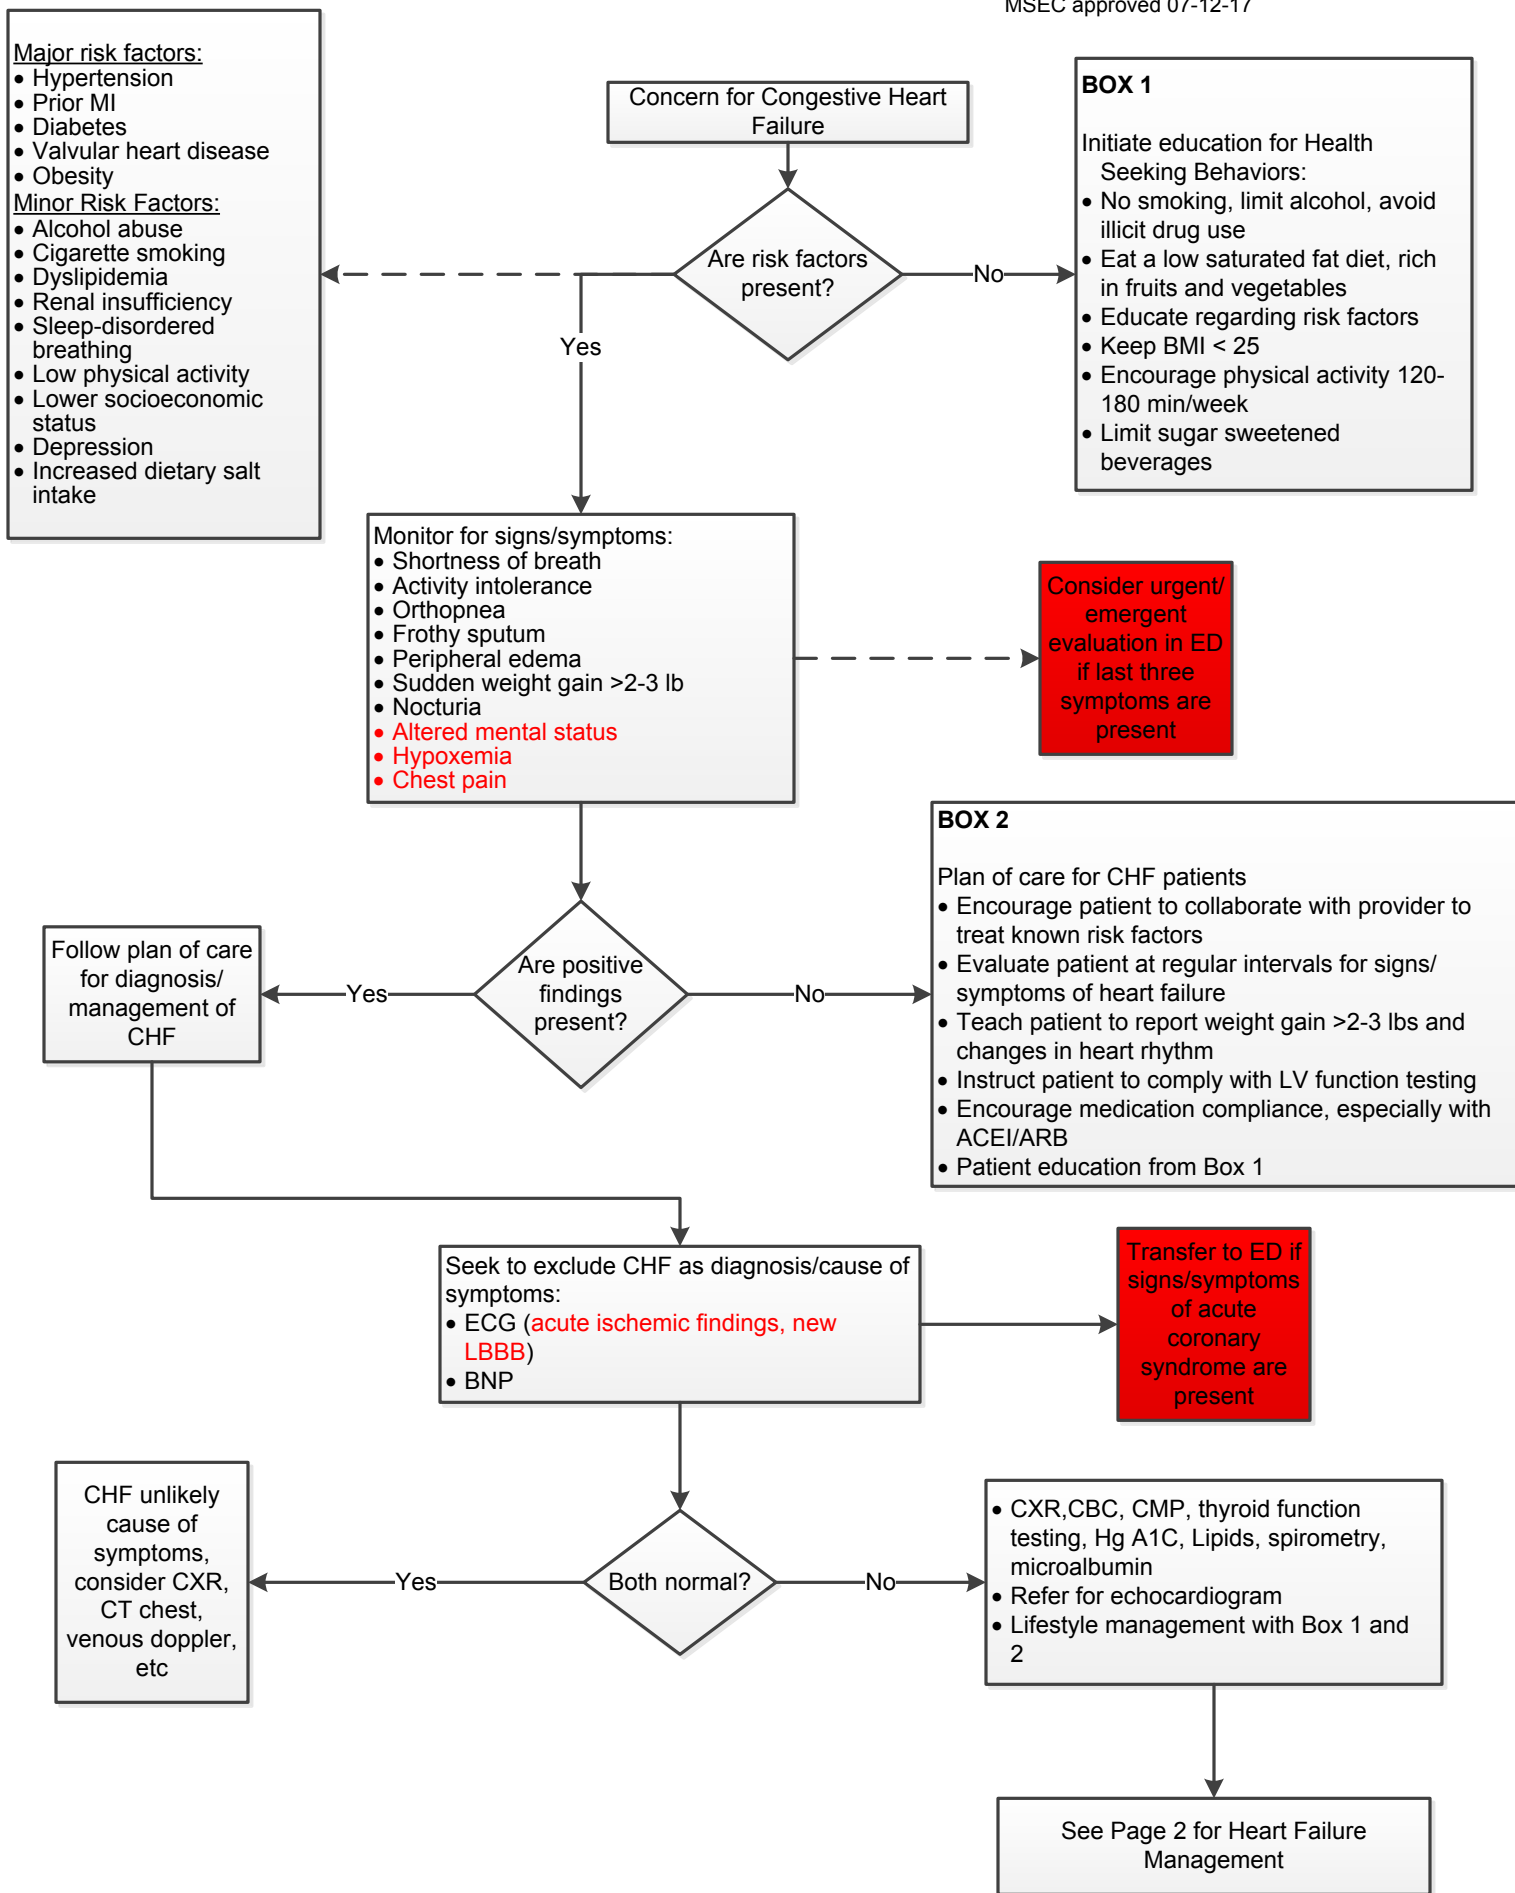 MSEC approved 07-12-17
Major risk factors:
• Hypertension
• Prior MI
• Diabetes
• Valvular heart disease
• Obesity
Minor Risk Factors:
• Alcohol abuse
• Cigarette smoking
• Dyslipidemia
• Renal insufficiency
• Sleep-disordered
breathing
• Low physical activity
• Lower socioeconomic
status
• Depression
• Increased dietary salt
intake
Concern for Congestive Heart
Failure
BOX 1
Initiate education for Health
Seeking Behaviors:
• No smoking, limit alcohol, avoid
illicit drug use
• Eat a low saturated fat diet, rich
in fruits and vegetables
• Educate regarding risk factors
• Keep BMI < 25
• Encourage physical activity 120-
180 min/week
• Limit sugar sweetened
beverages
Are risk factors
present?
No
Yes
Monitor for signs/symptoms:
• Shortness of breath
• Activity intolerance
• Orthopnea
• Frothy sputum
• Peripheral edema
• Sudden weight gain >2-3 lb
• Nocturia
• Altered mental status
• Hypoxemia
• Chest pain
Consider urgent/
emergent
evaluation in ED
if last three
symptoms are
present
BOX 2
Plan of care for CHF patients
• Encourage patient to collaborate with provider to
treat known risk factors
• Evaluate patient at regular intervals for signs/
symptoms of heart failure
• Teach patient to report weight gain >2-3 lbs and
changes in heart rhythm
• Instruct patient to comply with LV function testing
• Encourage medication compliance, especially with
ACEI/ARB
• Patient education from Box 1
Are positive
findings
present?
Yes
No
Follow plan of care
for diagnosis/
management of
CHF
Seek to exclude CHF as diagnosis/cause of
symptoms:
• ECG (acute ischemic findings, new
LBBB)
• BNP
Transfer to ED if
signs/symptoms
of acute
coronary
syndrome are
present
CHF unlikely
cause of
symptoms,
consider CXR,
CT chest,
venous doppler,
etc
Yes
Both normal?
No
• CXR,CBC, CMP, thyroid function
testing, Hg A1C, Lipids, spirometry,
microalbumin
• Refer for echocardiogram
• Lifestyle management with Box 1 and
2
See Page 2 for Heart Failure
Management